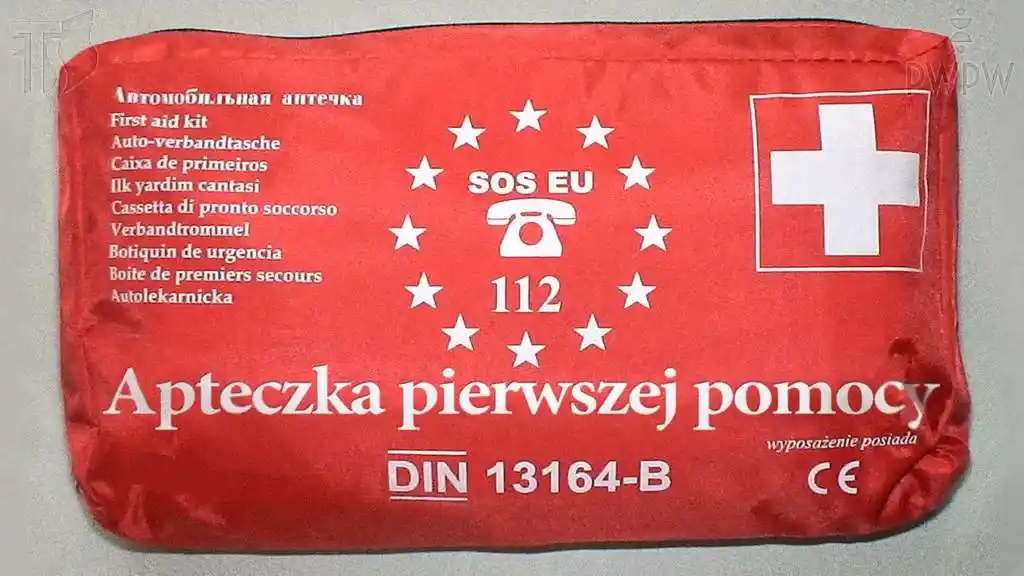 Автомобильная аптечка
First aid kit
Auto-verbandtasche
Caixa de primeiros
Ilk yardim cantasi
Cassetta di pronto soccorso
Verbandtrommel
Botiquin de urgencia
Boite de premiers secours
Autolekarnicka
SOS EU
112
Apteczka pierwszej pomocy
wyposażenie posiada
CE
DIN 13164-B
PWPW